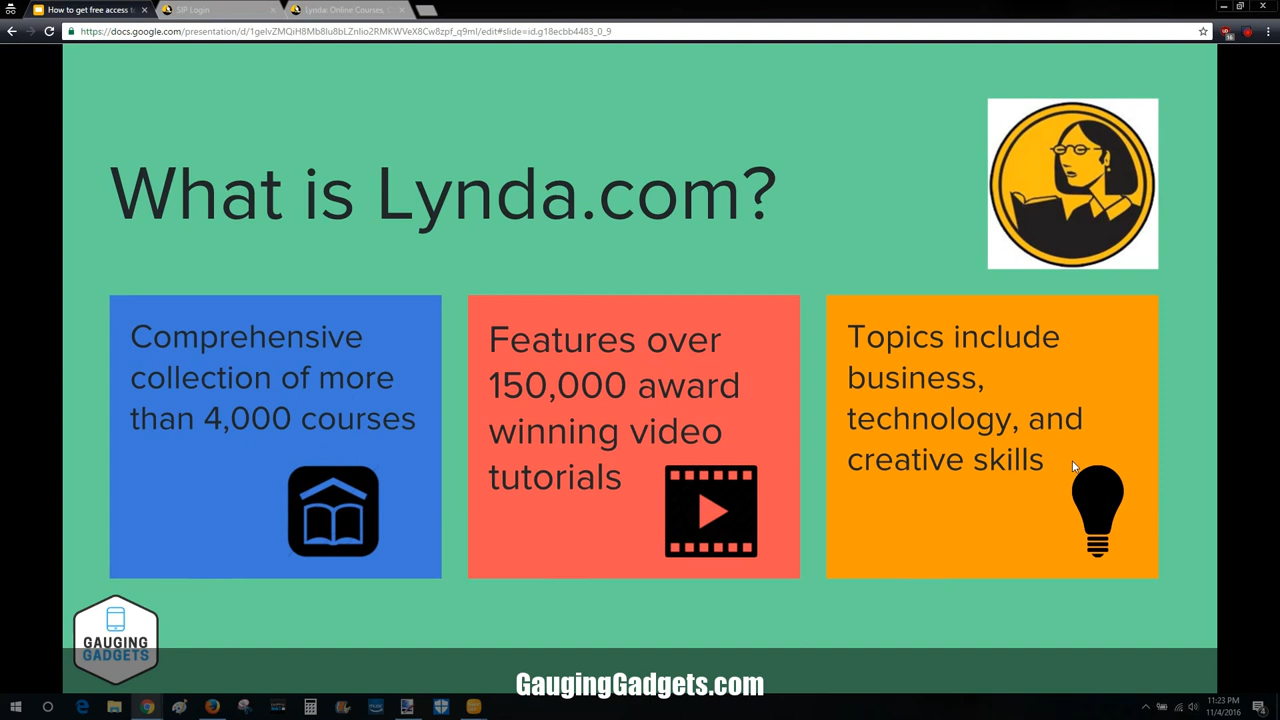 How to get free access t
SIP Login
Lynda: Online Courses, C
https://docs.google.com/presentation/d/1gelvZMQiH8Mb8lu8bLZnIio2RMKWVeX8Cw8zpf_q9mI/edit#slide=id.g18ecbb4483_0_9
What is Lynda.com?
Comprehensive
collection of more
than 4,000 courses
Features over
150,000 award
winning video
tutorials
Topics include
business,
technology, and
creative skills
GAUGING
GADGETS
GaugingGadgets.com
11:23 PM
11/4/2016